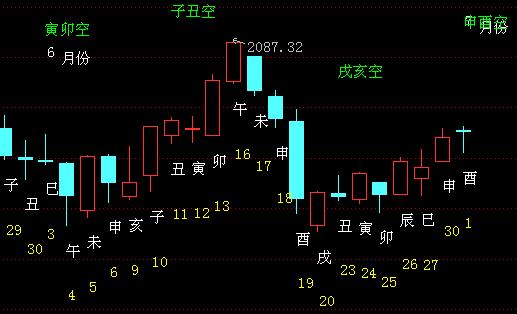 子丑空
申酉空
月份
寅卯空
6 月份
2087.32
戌亥空
子
丑
巳
午
未
申
亥
子
丑
寅
卯
午
未
申
酉
戌
丑
寅
卯
辰
巳
申
酉
29
30
3
4
5
6
9
10
11
12
13
16
17
18
19
20
23
24
25
26
27
30
1